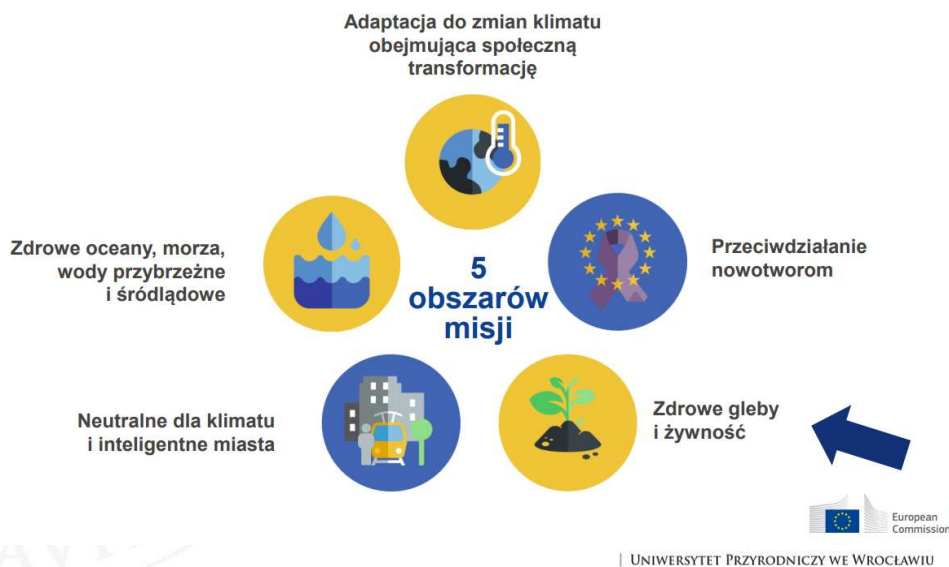 Adaptacja do zmian klimatu
obejmująca społeczną
transformację
Zdrowe oceany, morza,
wody przybrzeżne
i śródlądowe
5
obszarów
misji
Przeciwdziałanie
nowotworom
Neutralne dla klimatu
i inteligentne miasta
Zdrowe gleby
i żywność
European
Commission
| UNIWERSYTET PRZYRODNICZY WE WROCŁAWIU